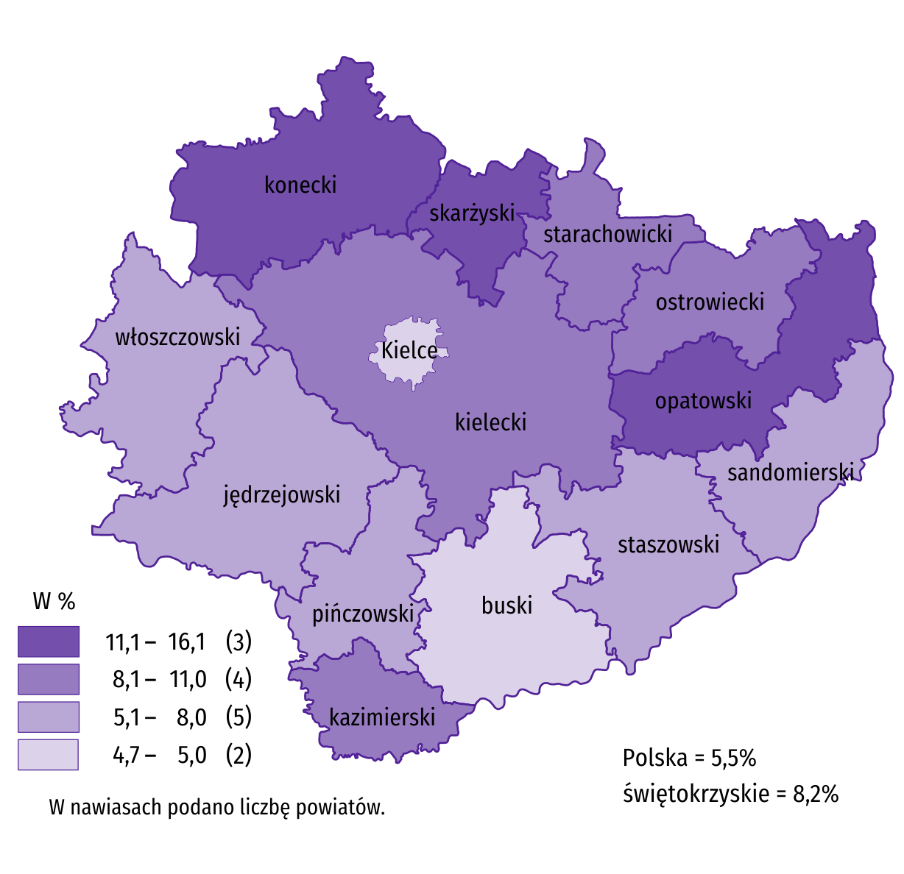 konecki
skarżyski
starachowicki
ostrowiecki
włoszczowski
Kielce
opatowski
kielecki
sandomierski
jędrzejowski
staszowski
buski
pińczowski
kazimierski
W %
11,1 – 16,1 (3)
8,1 – 11,0 (4)
5,1 – 8,0 (5)
4,7 – 5,0 (2)
W nawiasach podano liczbę powiatów.
Polska = 5,5%
świętokrzyskie = 8,2%